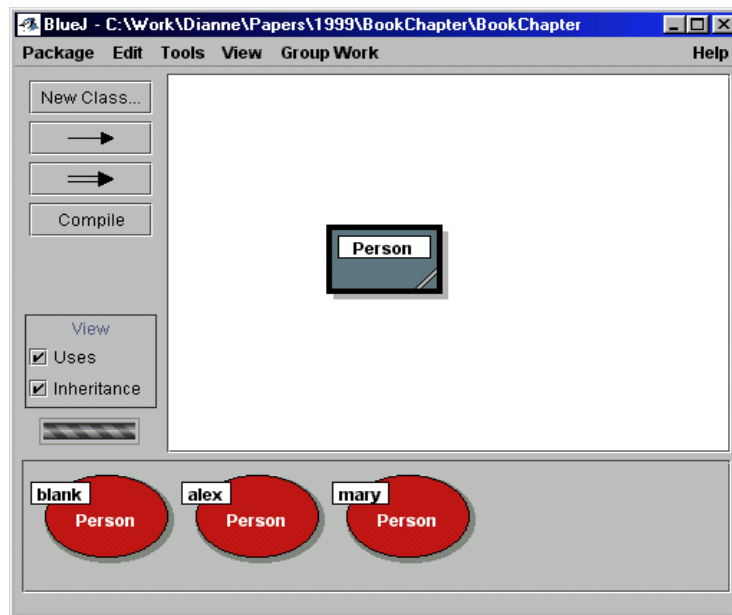 BlueJ - C:\Work\Dianne\Papers\1999\BookChapter\BookChapter
Package Edit Tools View Group Work Help
New Class...
Compile
Person
View
Uses
Inheritance
blank alex mary
Person Person Person